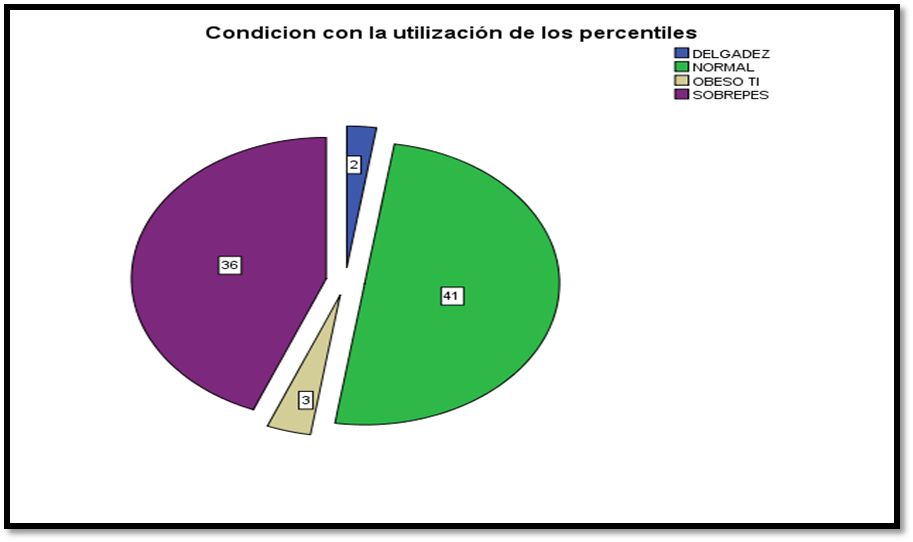 Condicion con la utilización de los percentiles
DELGADEZ
NORMAL
OBESO TI
SOBREPES
2
36
41
3